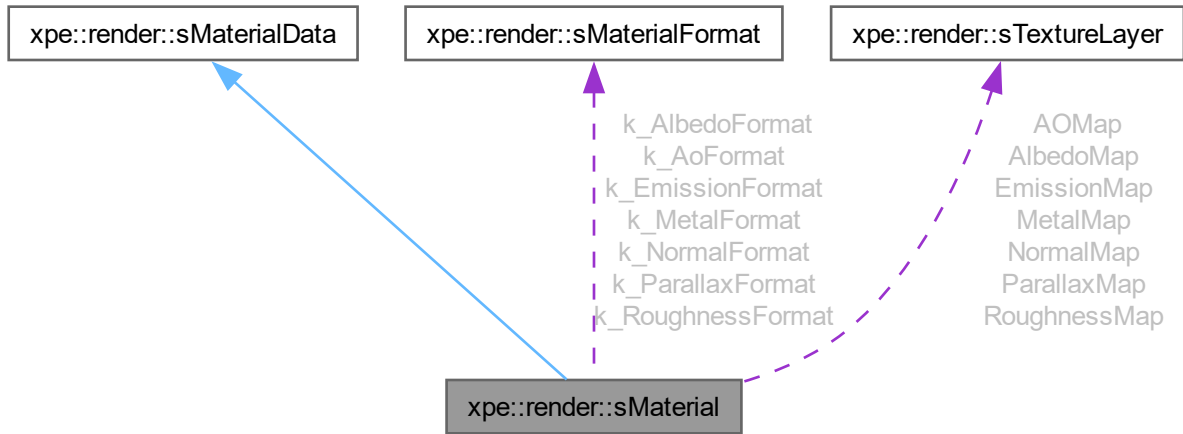 xpe::render::sMaterialData
xpe::render::sMaterialFormat
xpe::render::sTextureLayer
k_AlbedoFormat
k_AoFormat
k_EmissionFormat
k_MetalFormat
k_NormalFormat
k_ParallaxFormat
k_RoughnessFormat
AOMap
AlbedoMap
EmissionMap
MetalMap
NormalMap
ParallaxMap
RoughnessMap
xpe::render::sMaterial